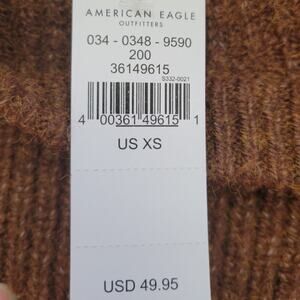 AMERICAN EAGLE
OUTFITTERS
034 - 0348 - 9590
200
36149615
S332-0021
4 00361 49615 1
US XS
USD 49.95